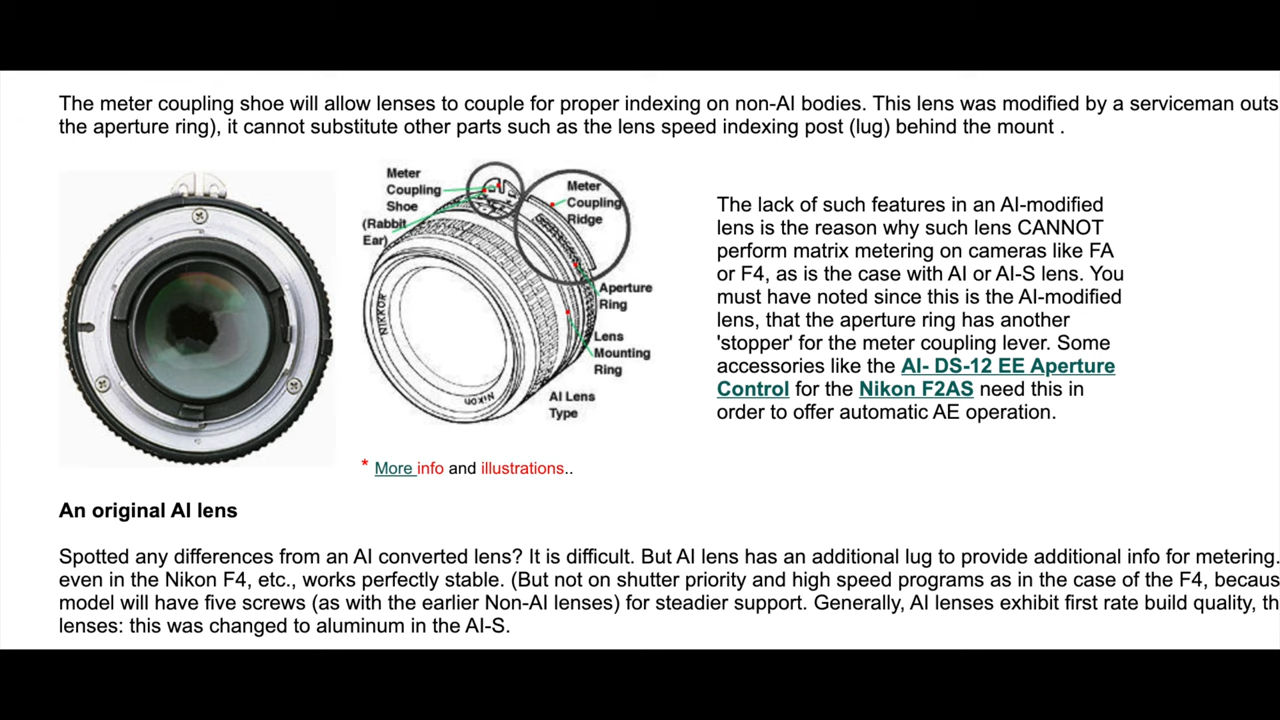 The meter coupling shoe will allow lenses to couple for proper indexing on non-AI bodies. This lens was modified by a serviceman outs
the aperture ring), it cannot substitute other parts such as the lens speed indexing post (lug) behind the mount .
Meter
Coupling
Shoe
(Rabbit
Ear)
Meter
Coupling
Ridge
Aperture
Ring
Lens
Mounting
Ring
AI Lens
Type
NIKKOR
Nikon
The lack of such features in an AI-modified
lens is the reason why such lens CANNOT
perform matrix metering on cameras like FA
or F4, as is the case with AI or AI-S lens. You
must have noted since this is the AI-modified
lens, that the aperture ring has another
'stopper' for the meter coupling lever. Some
accessories like the AI- DS-12 EE Aperture
Control for the Nikon F2AS need this in
order to offer automatic AE operation.
* More info and illustrations..
An original AI lens
Spotted any differences from an AI converted lens? It is difficult. But AI lens has an additional lug to provide additional info for metering.
even in the Nikon F4, etc., works perfectly stable. (But not on shutter priority and high speed programs as in the case of the F4, becaus
model will have five screws (as with the earlier Non-AI lenses) for steadier support. Generally, AI lenses exhibit first rate build quality, th
lenses: this was changed to aluminum in the AI-S.